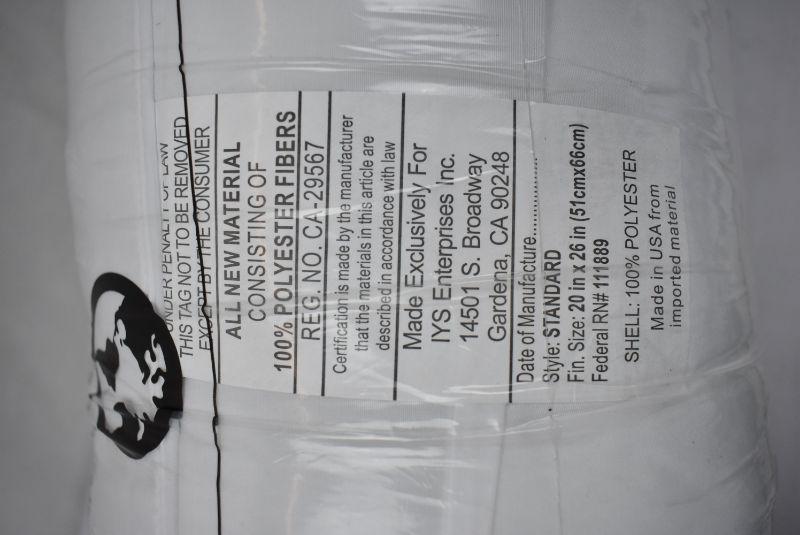 UNDER PENALTY OF LAW
THIS TAG NOT TO BE REMOVED
EXCEPT BY THE CONSUMER
ALL NEW MATERIAL
CONSISTING OF
100% POLYESTER FIBERS
REG. NO. CA-29567
Certification is made by the manufacturer
that the materials in this article are
described in accordance with law
Made Exclusively For
IYS Enterprises Inc.
14501 S. Broadway
Gardena, CA 90248
Date of Manufacture....................
Style: STANDARD
Fin. Size: 20 in x 26 in (51cmx66cm)
Federal RN# 111889
SHELL: 100% POLYESTER
Made in USA from
imported material